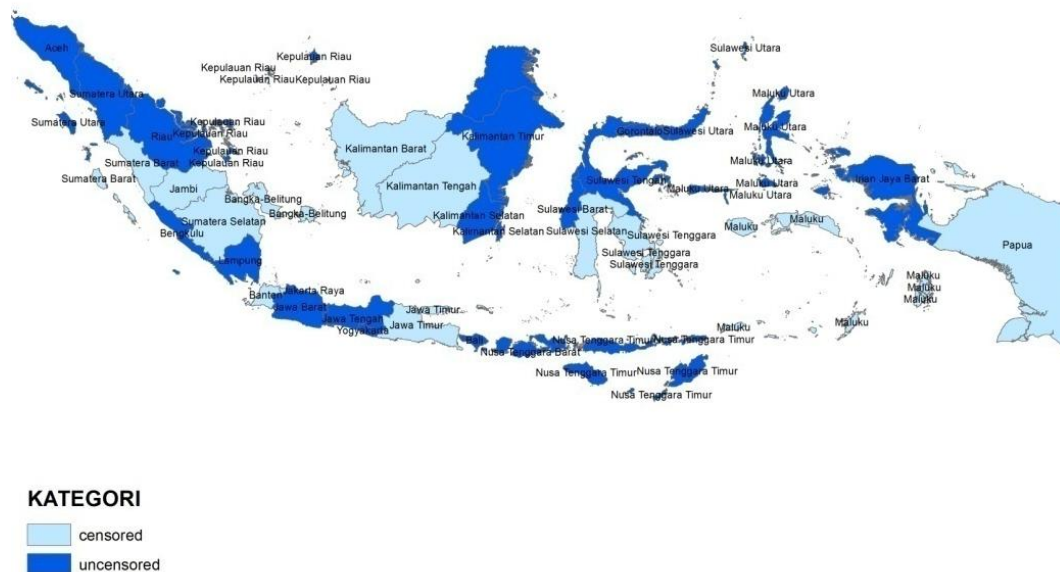 Aceh
Sulawesi Utara
Kepulauan Riau
Kepulauan Riau
Kepulauan Riau
Kepulauan Riau
Sumatera Utara
Maluku Utara
Sumatera Utara
Kepulauan Riau
Riau
Kepulauan Riau
Kalimantan Timur
Gorontalo
Sulawesi Utara
Maluku Utara
Kalimantan Barat
Kepulauan Riau
Sumatera Barat
Kepulauan Riau
Maluku Utara
Sumatera Barat
Jambi
Kalimantan Tengah
Sulawesi Tengah
Maluku Utara
Maluku Utara
Maluku Utara
Irian Jaya Barat
Bangka-Belitung
Bangka-Belitung
Sumatera Selatan
Kalimantan Selatan
Sulawesi Barat
Maluku
Maluku
Bengkulu
Kalimantan Selatan
Sulawesi Selatan
Sulawesi Tenggara
Papua
Sulawesi Tenggara
Sulawesi Tenggara
Lampung
Maluku
Maluku
Maluku
Banten
Jakarta Raya
Jawa Barat
Jawa Timur
Jawa Tengah
Jawa Timur
Yogyakarta
Maluku
Maluku
Bali
Nusa Tenggara Timur
Nusa Tenggara Timur
Nusa Tenggara Barat
Nusa Tenggara Timur
Nusa Tenggara Timur
Nusa Tenggara Timur
KATEGORI
censored
uncensored